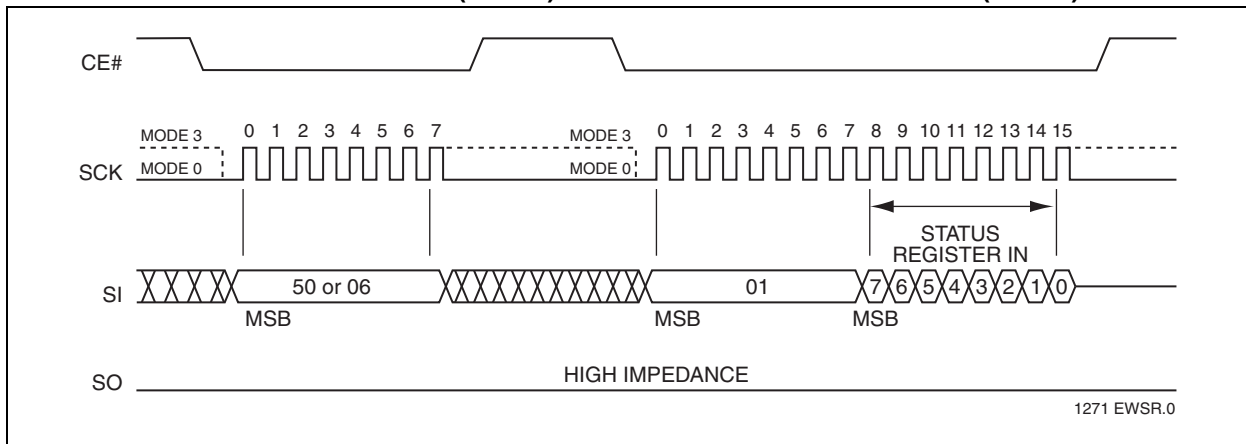 CE#
MODE 3 0 1 2 3 4 5 6 7 MODE 3 0 1 2 3 4 5 6 7 8 9 10 11 12 13 14 15
SCK MODE 0 MODE 0
STATUS
REGISTER IN
SI 50 or 06 01 7 6 5 4 3 2 1 0
MSB MSB MSB
SO HIGH IMPEDANCE
1271 EWSR.0